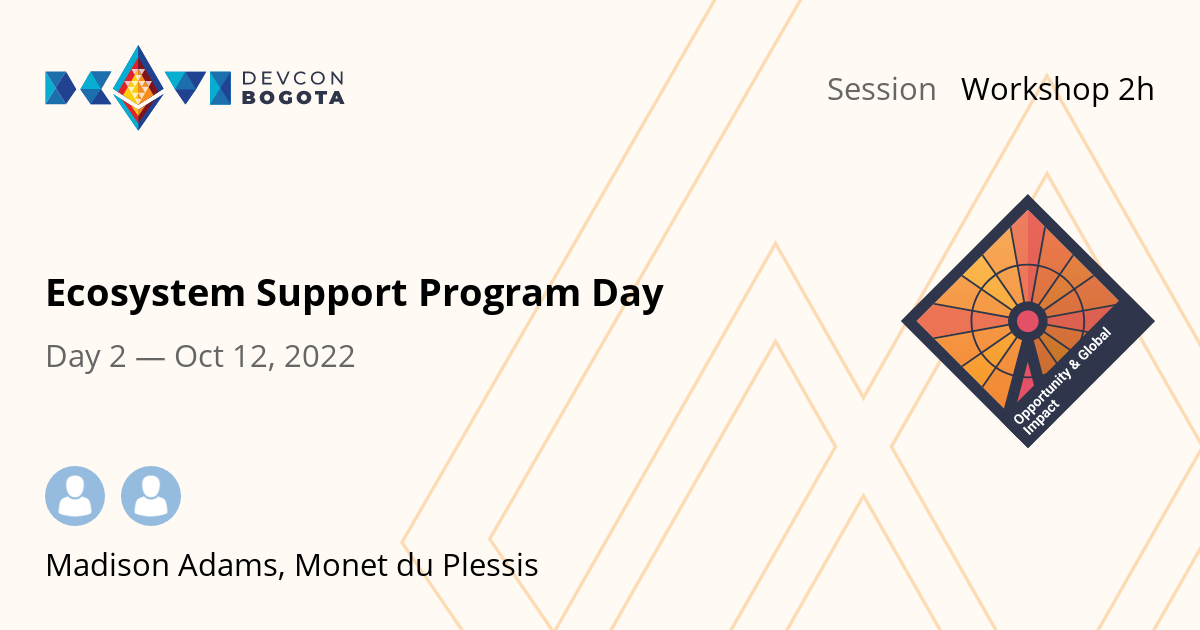 DEVCON
BOGOTA
Session Workshop 2h
Ecosystem Support Program Day
Day 2 — Oct 12, 2022
Opportunity & Global
Impact
Madison Adams, Monet du Plessis